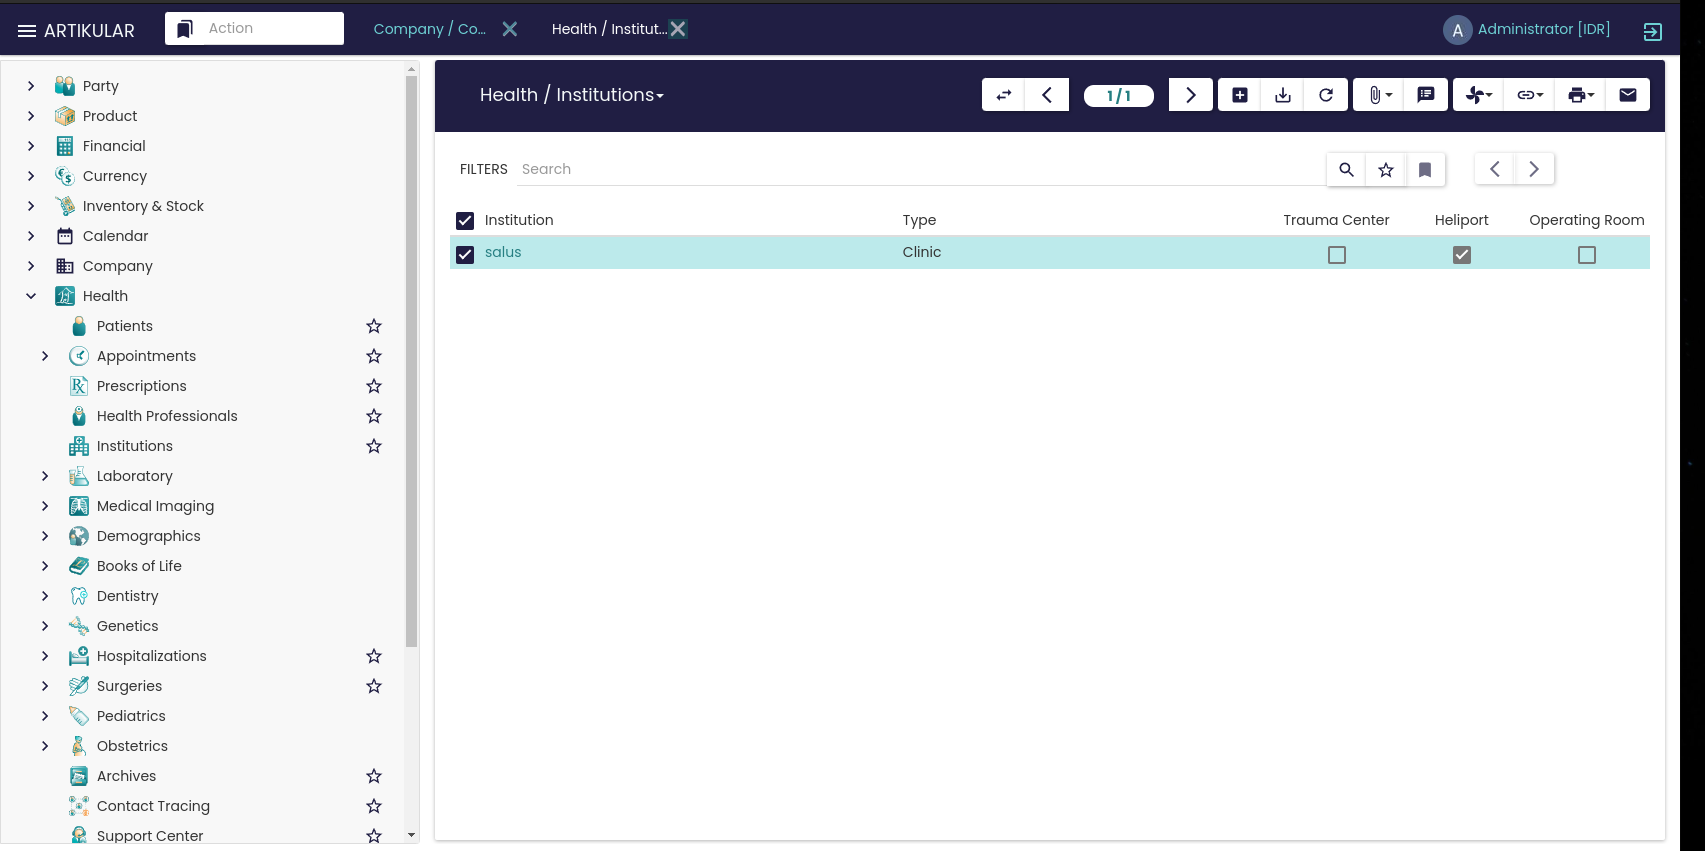 ARTIKULAR
Action
Company / Co...
Health / Institut...
A
Administrator [IDR]
Party
Product
Financial
Currency
Inventory & Stock
Calendar
Company
Health
Patients
Appointments
Prescriptions
Health Professionals
Institutions
Laboratory
Medical Imaging
Demographics
Books of Life
Dentistry
Genetics
Hospitalizations
Surgeries
Pediatrics
Obstetrics
Archives
Contact Tracing
Support Center
Health / Institutions
1 / 1
FILTERS Search
Institution Type Trauma Center Heliport Operating Room
salus Clinic